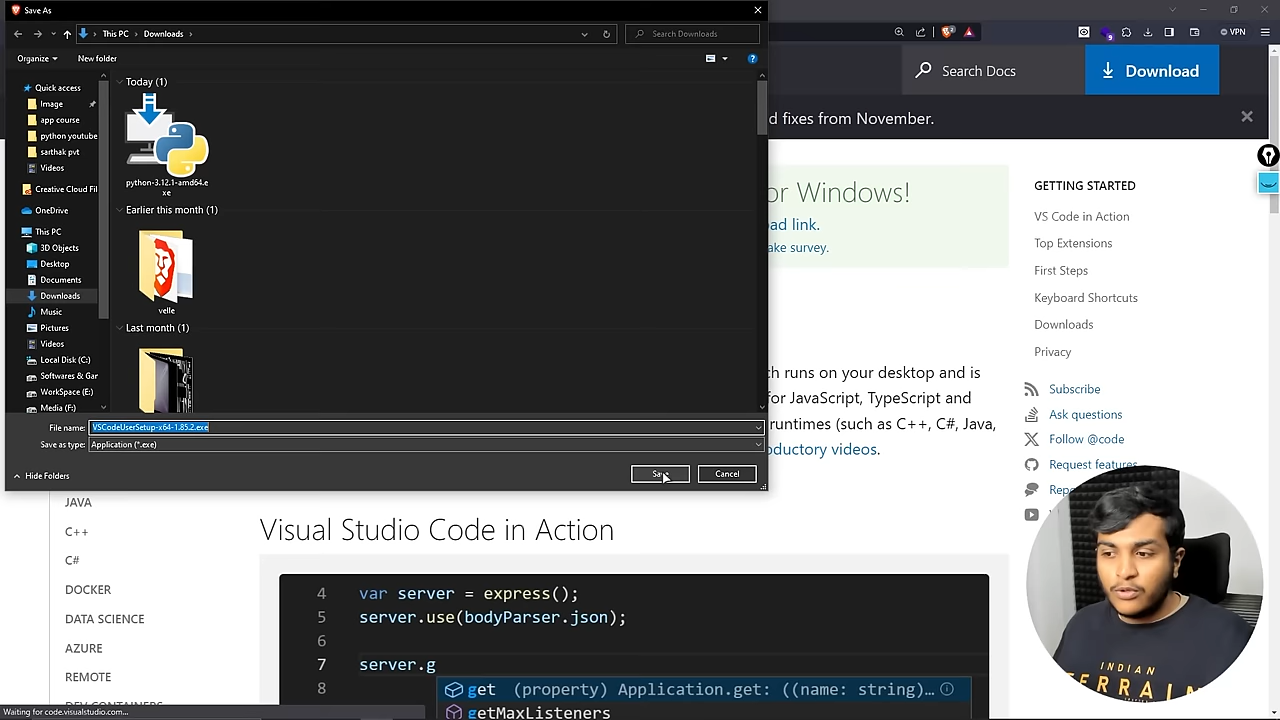 Save As
This PC
Downloads
Search Downloads
Organize
New folder
Quick access
Image
app course
python youtube
sarthak pvt
Videos
Creative Cloud Fil
OneDrive
This PC
3D Objects
Desktop
Documents
Downloads
Music
Pictures
Videos
Local Disk (C:)
Softwares & Gar
WorkSpace (E:)
Media (F:)
Today (1)
python-3.12.1-amd64.e
xe
Earlier this month (1)
velle
Last month (1)
File name:
VSCodeUserSetup-x64-1.85.2.exe
Save as type:
Application (*.exe)
Hide Folders
Save
Cancel
VPN
Search Docs
Download
d fixes from November.
or Windows!
ad link.
ake survey.
ch runs on your desktop and is
for JavaScript, TypeScript and
runtimes (such as C++, C#, Java,
oductory videos.
GETTING STARTED
VS Code in Action
Top Extensions
First Steps
Keyboard Shortcuts
Downloads
Privacy
Subscribe
Ask questions
Follow @code
Request features
Repo
JAVA
C++
C#
DOCKER
DATA SCIENCE
AZURE
REMOTE
DEV CONTAINERS
Visual Studio Code in Action
4 var server = express();
5 server.use(bodyParser.json);
6
7 server.g
8
get (property) Application.get: ((name: string)…
getMaxListeners
Waiting for code.visualstudio.com...
INDIAN
TERRAIN